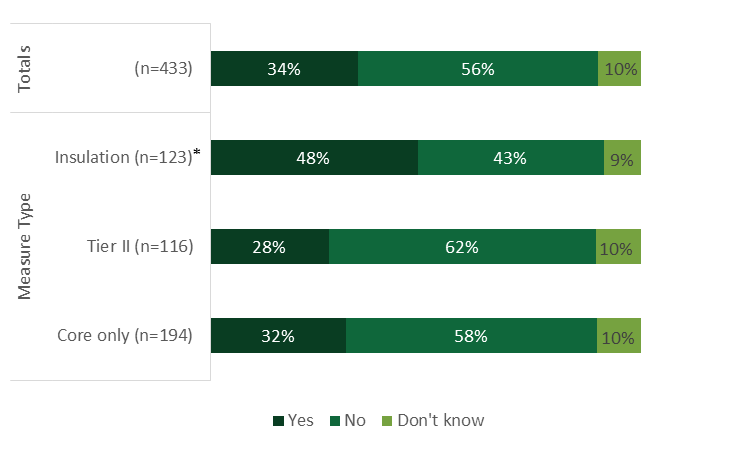 Totals
(n=433)
34%
56%
10%
Measure Type
Insulation (n=123)*
48%
43%
9%
Tier II (n=116)
28%
62%
10%
Core only (n=194)
32%
58%
10%
Yes
No
Don't know